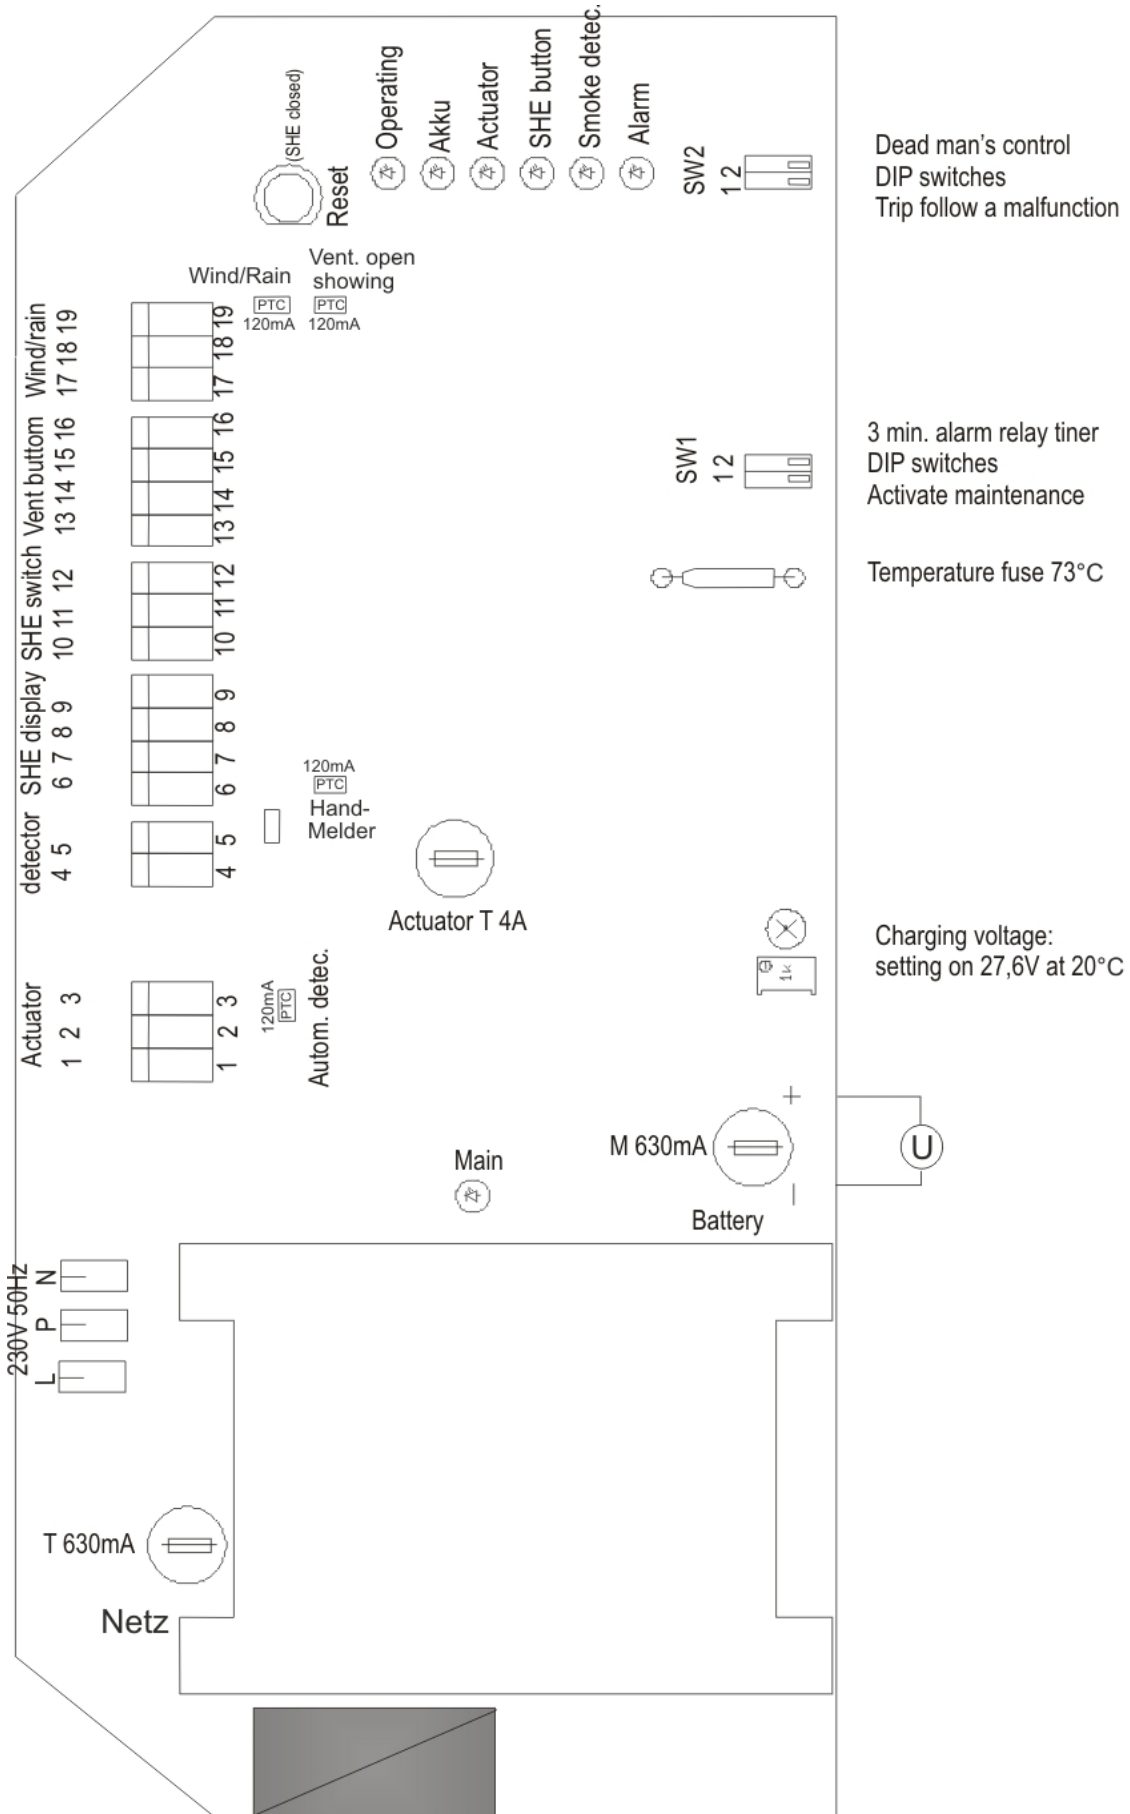 (SHE closed)
Reset
Operating
Akku
Actuator
SHE button
Smoke detec.
Alarm
SW2
1 2
Dead man's control
DIP switches
Trip follow a malfunction
Wind/Rain
PTC
120mA
Vent. open
showing
PTC
120mA
Wind/rain
17 18 19
17
18
19
Vent buttom
13 14 15 16
13
14
15
16
SW1
1 2
3 min. alarm relay tiner
DIP switches
Activate maintenance
SHE switch
10 11 12
10
11
12
Temperature fuse 73°C
SHE display
6 7 8 9
6
7
8
9
120mA
PTC
Hand-
Melder
detector
4 5
4
5
Actuator T 4A
Charging voltage:
setting on 27,6V at 20°C
1k
Actuator
1 2 3
1
2
3
120mA
PTC
Autom. detec.
+
M 630mA
U
–
Battery
Main
230V 50Hz
N
P
L
T 630mA
Netz